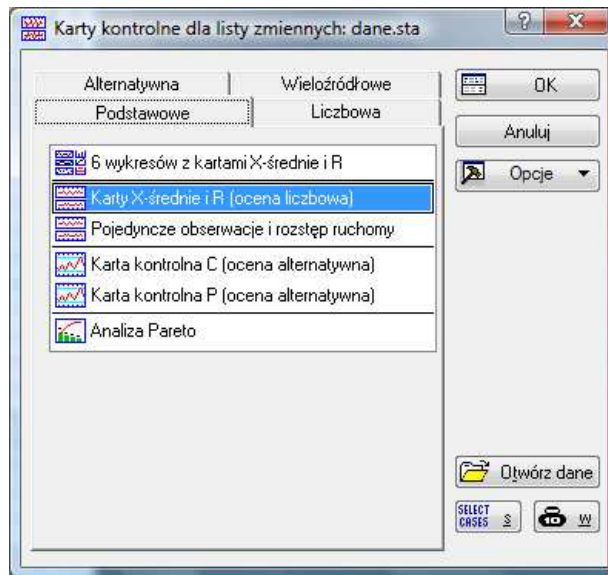 Karty kontrolne dla listy zmiennych: dane.sta
?
X
Alternatywna
Wieloźródłowe
Podstawowe
Liczbowa
6 wykresów z kartami X-średnie i R
Karty X-średnie i R (ocena liczbowa)
Pojedyncze obserwacje i rozstęp ruchomy
Karta kontrolna C (ocena alternatywna)
Karta kontrolna P (ocena alternatywna)
Analiza Pareto
OK
Anuluj
Opcje
Otwórz dane
SELECT
CASES S
W